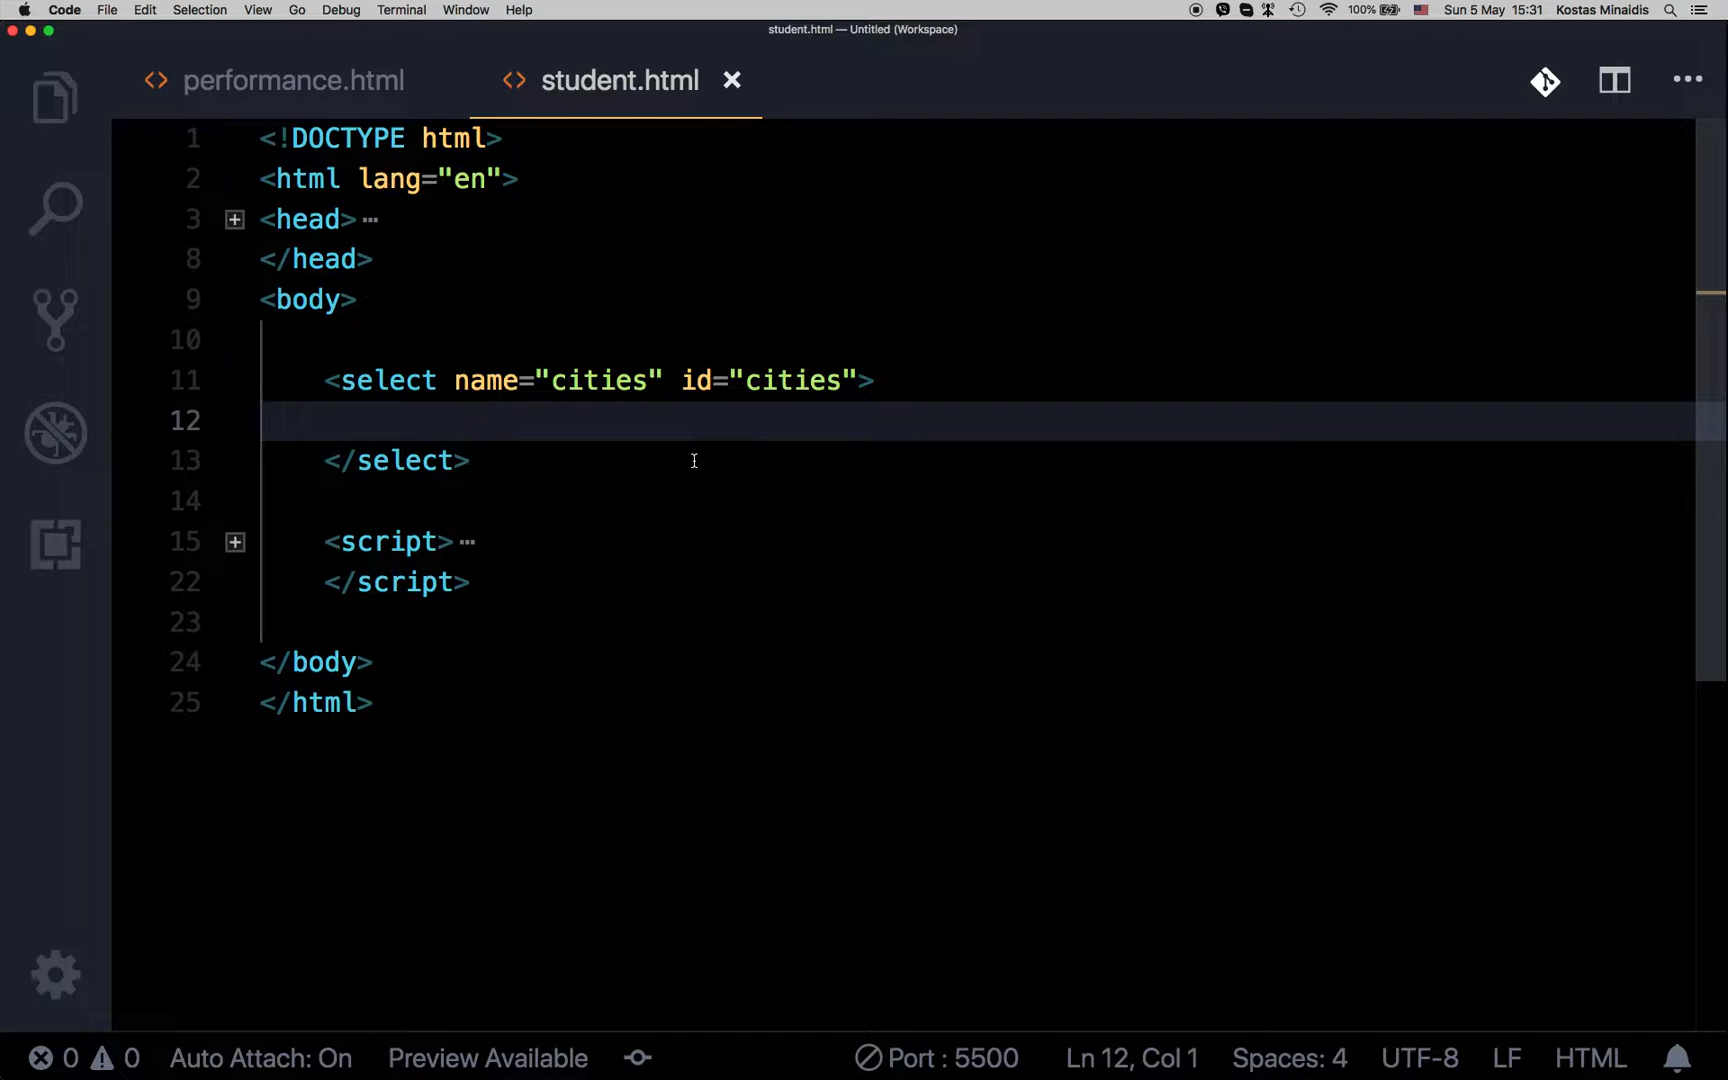 Code File Edit Selection View Go Debug Terminal Window Help 100% Sun 5 May 15:31 Kostas Minaidis
student.html — Untitled (Workspace)
<> performance.html <> student.html ×
1 <!DOCTYPE html>
2 <html lang="en">
3 <head>
8 </head>
9 <body>
10
11 <select name="cities" id="cities">
12
13 </select>
14
15 <script>
22 </script>
23
24 </body>
25 </html>
0 0 Auto Attach: On Preview Available Port : 5500 Ln 12, Col 1 Spaces: 4 UTF-8 LF HTML